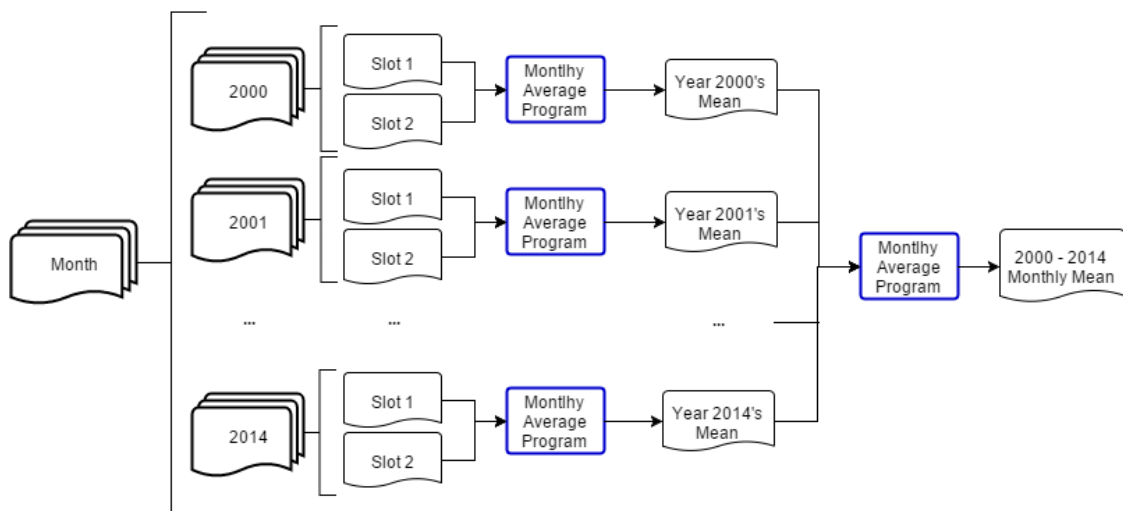 Month
2000
Slot 1
Slot 2
Montlhy
Average
Program
Year 2000's
Mean
2001
Slot 1
Slot 2
Montlhy
Average
Program
Year 2001's
Mean
Montlhy
Average
Program
2000 - 2014
Monthly Mean
...
...
...
2014
Slot 1
Slot 2
Montlhy
Average
Program
Year 2014's
Mean